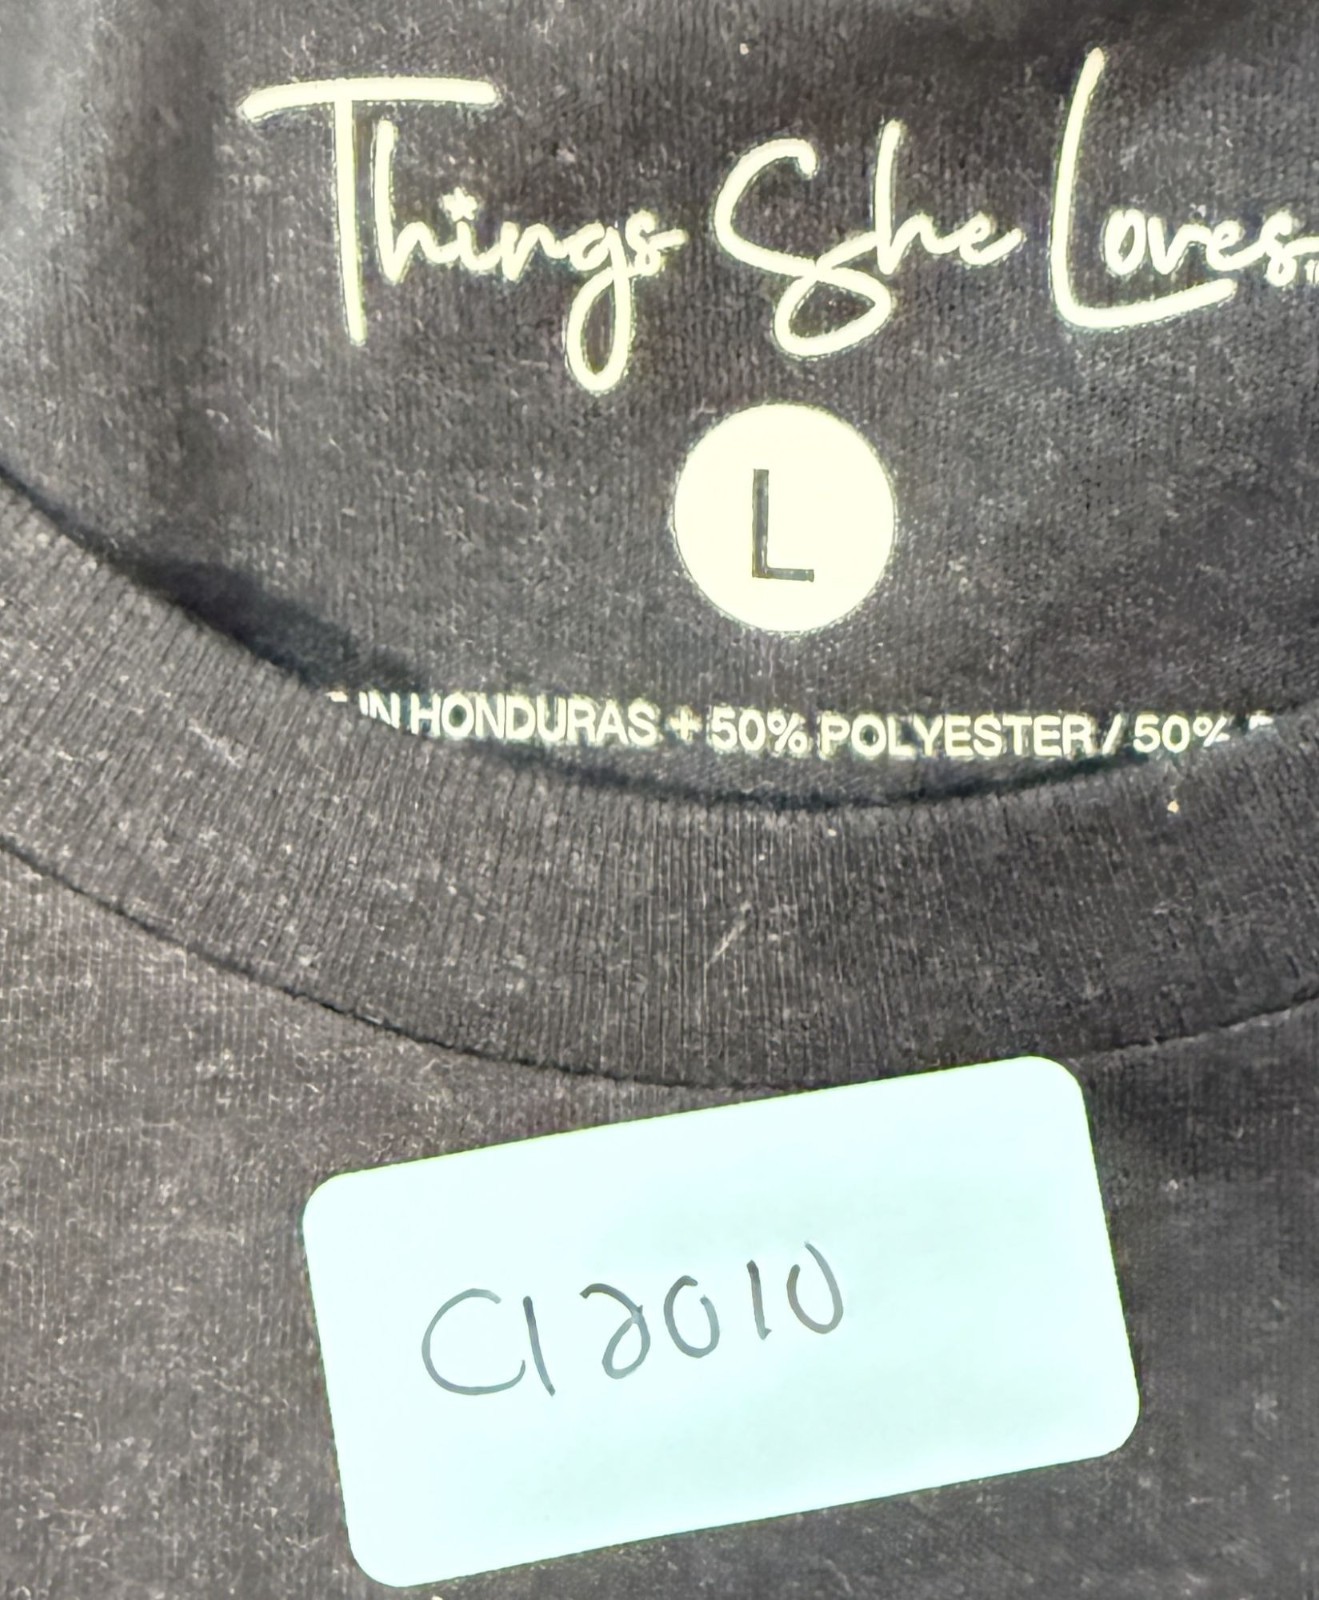 Things She Loves
L
IN HONDURAS + 50% POLYESTER / 50%
C12010